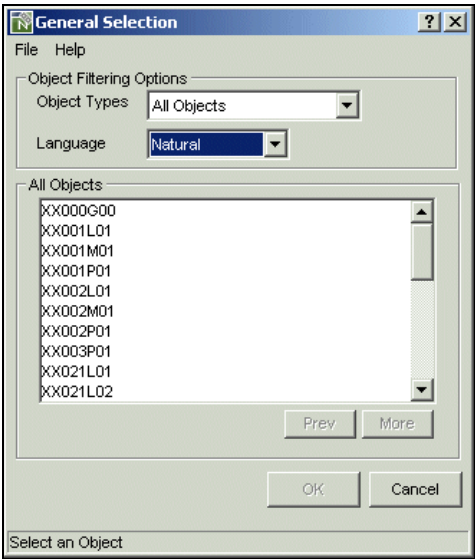 General Selection
File Help
Object Filtering Options
Object Types All Objects
Language Natural
All Objects
XX000G00
XX001L01
XX001M01
XX001P01
XX002L01
XX002M01
XX002P01
XX003P01
XX021L01
XX021L02
Prev More
OK Cancel
Select an Object